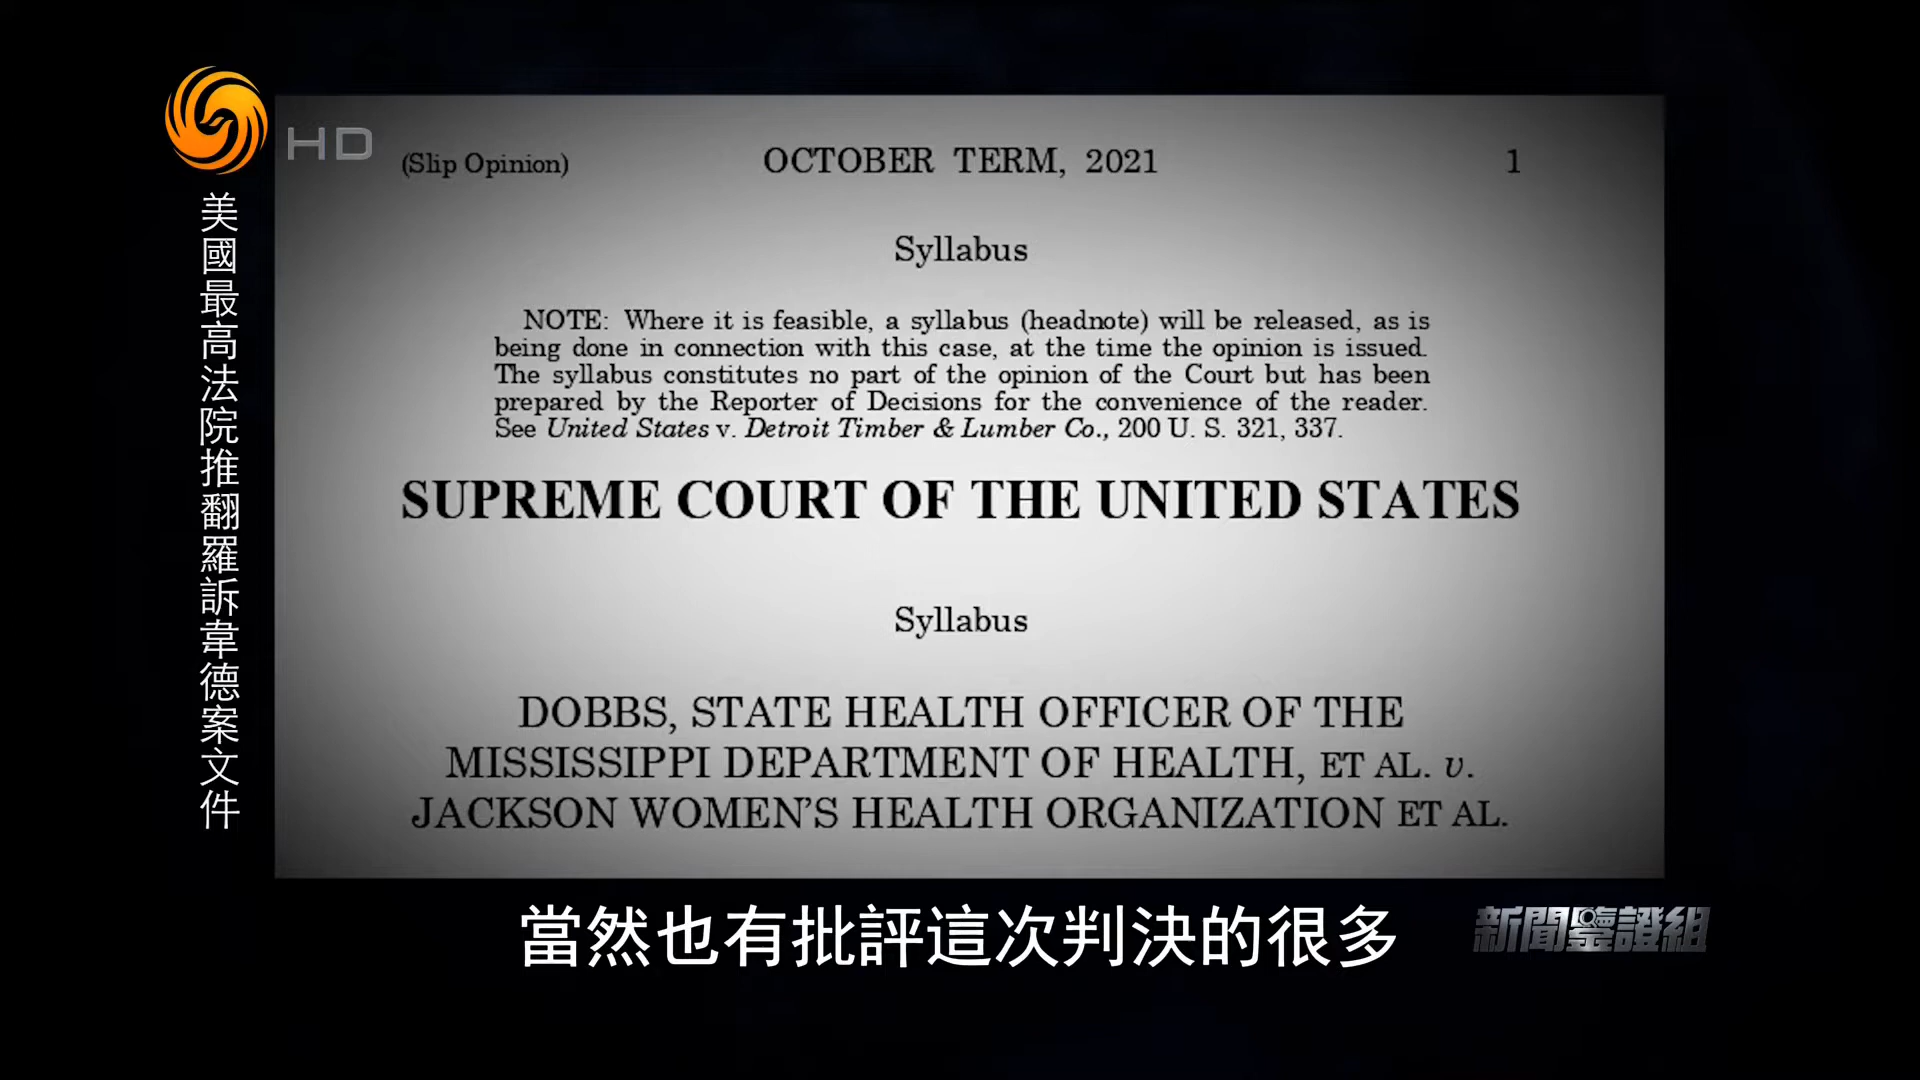 HD
美國最高法院推翻羅訴韋德案文件
(Slip Opinion) OCTOBER TERM, 2021 1
Syllabus
NOTE: Where it is feasible, a syllabus (headnote) will be released, as is
being done in connection with this case, at the time the opinion is issued.
The syllabus constitutes no part of the opinion of the Court but has been
prepared by the Reporter of Decisions for the convenience of the reader.
See United States v. Detroit Timber & Lumber Co., 200 U. S. 321, 337.
SUPREME COURT OF THE UNITED STATES
Syllabus
DOBBS, STATE HEALTH OFFICER OF THE
MISSISSIPPI DEPARTMENT OF HEALTH, ET AL. v.
JACKSON WOMEN'S HEALTH ORGANIZATION ET AL.
當然也有批評這次判決的很多
新聞鑒證組